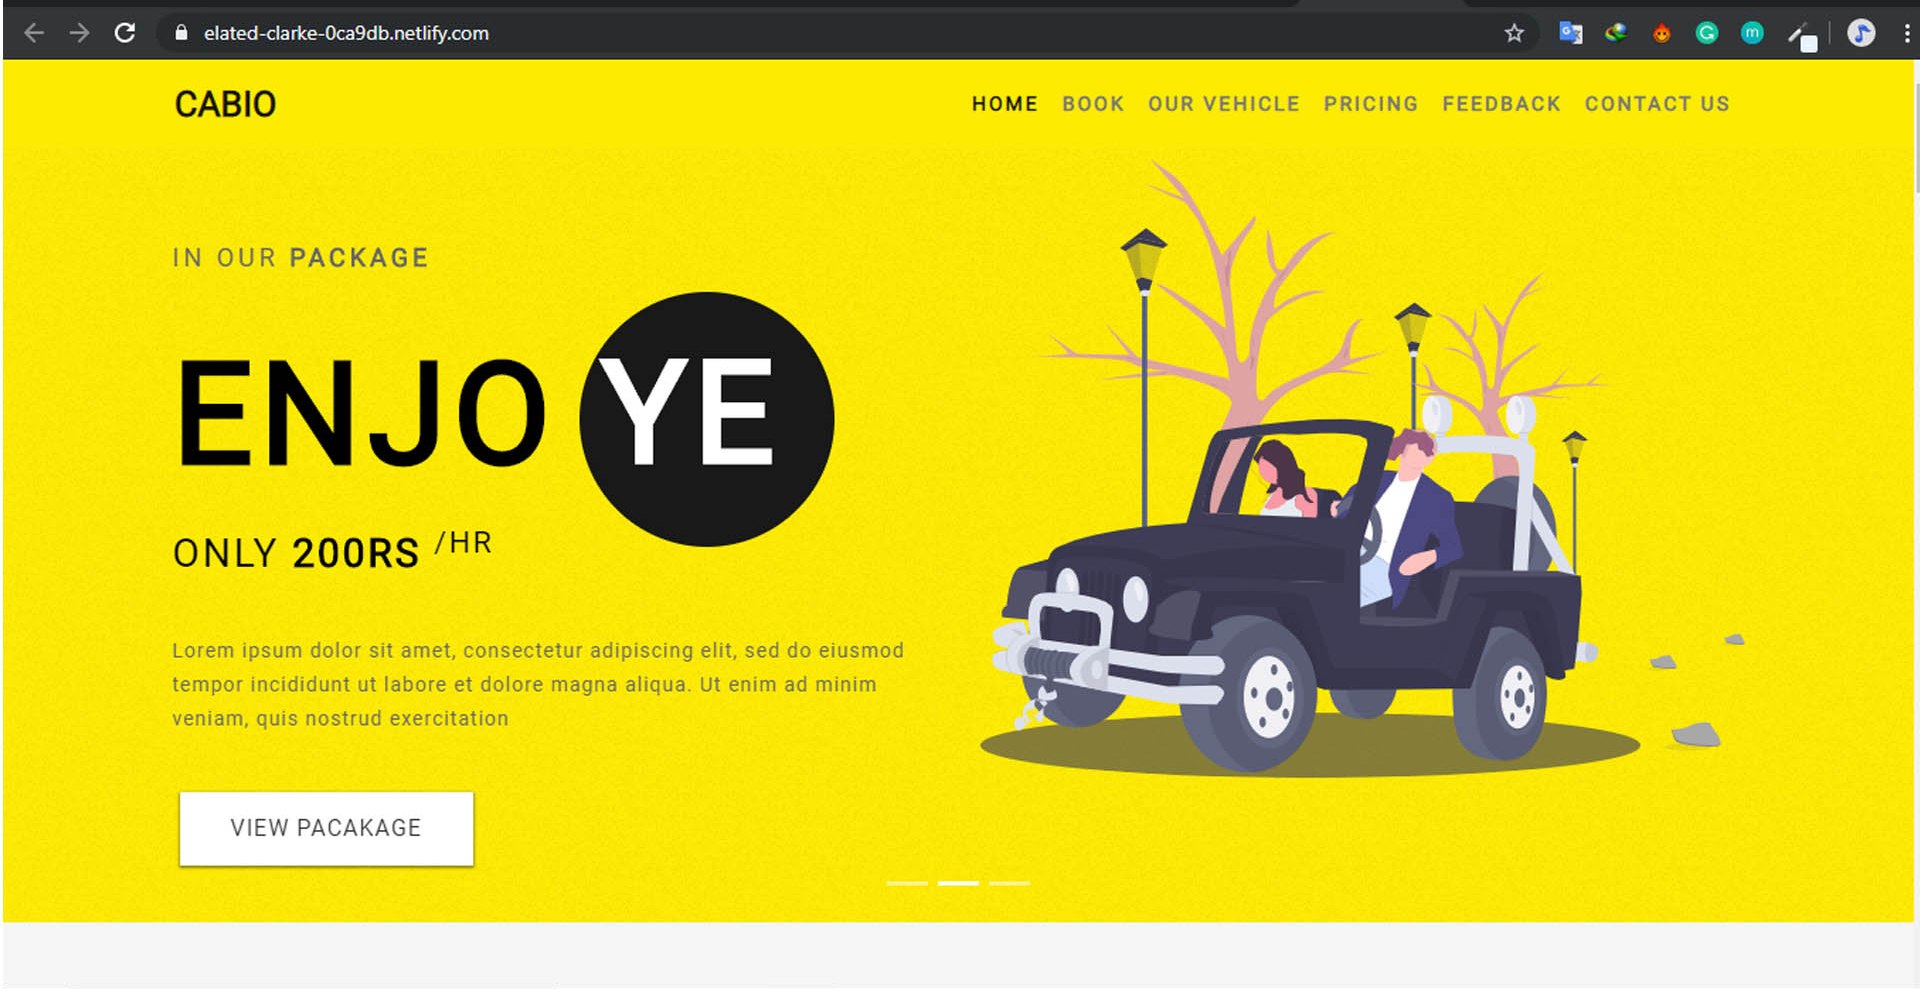 elated-clarke-0ca9db.netlify.com
CABIO
HOME BOOK OUR VEHICLE PRICING FEEDBACK CONTACT US
IN OUR PACKAGE
ENJO YE
ONLY 200RS /HR
Lorem ipsum dolor sit amet, consectetur adipiscing elit, sed do eiusmod
tempor incididunt ut labore et dolore magna aliqua. Ut enim ad minim
veniam, quis nostrud exercitation
VIEW PACAKAGE